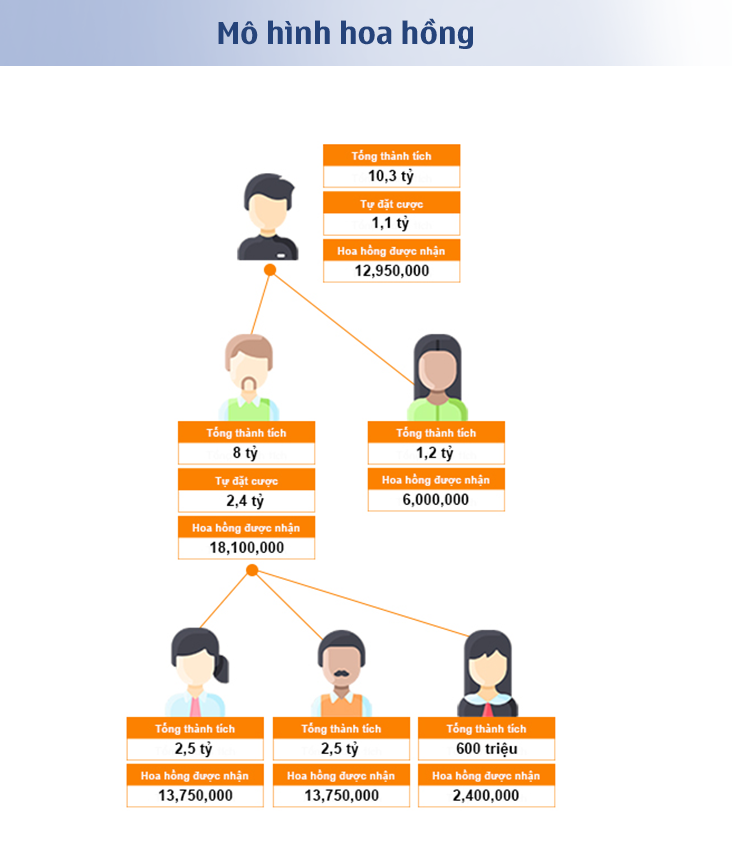 Mô hình hoa hồng
Tổng thành tích
10,3 tỷ
Tự đặt cược
1,1 tỷ
Hoa hồng được nhận
12,950,000
Tổng thành tích
8 tỷ
Tự đặt cược
2,4 tỷ
Hoa hồng được nhận
18,100,000
Tổng thành tích
1,2 tỷ
Hoa hồng được nhận
6,000,000
Tổng thành tích
2,5 tỷ
Hoa hồng được nhận
13,750,000
Tổng thành tích
2,5 tỷ
Hoa hồng được nhận
13,750,000
Tổng thành tích
600 triệu
Hoa hồng được nhận
2,400,000